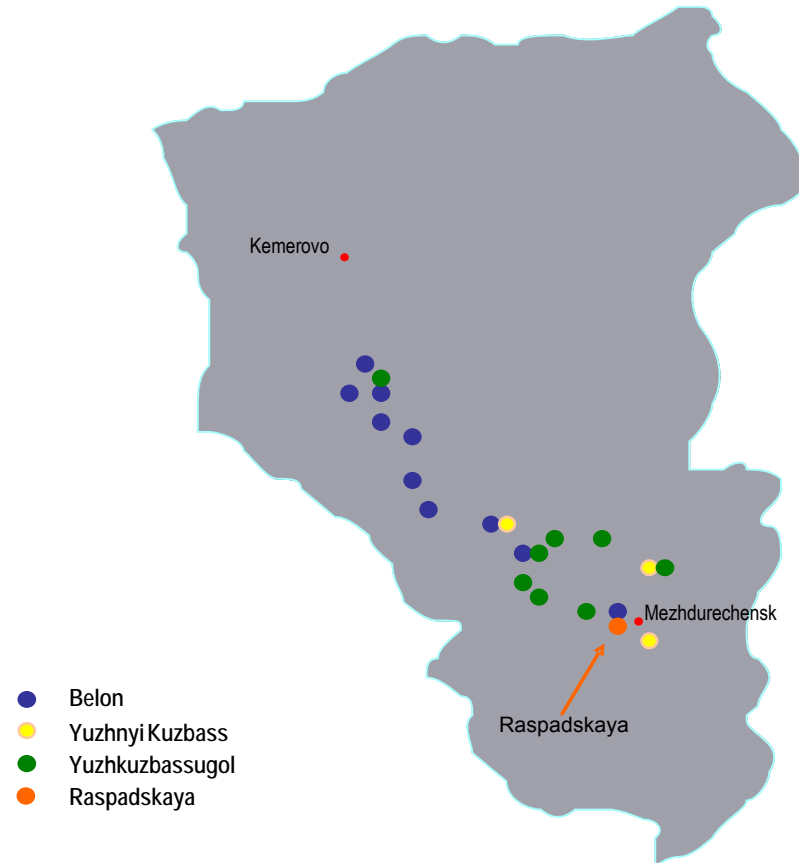 Kemerovo
Mezhdurechensk
Raspadskaya
Belon
Yuzhnyi Kuzbass
Yuzhkuzbassugol
Raspadskaya